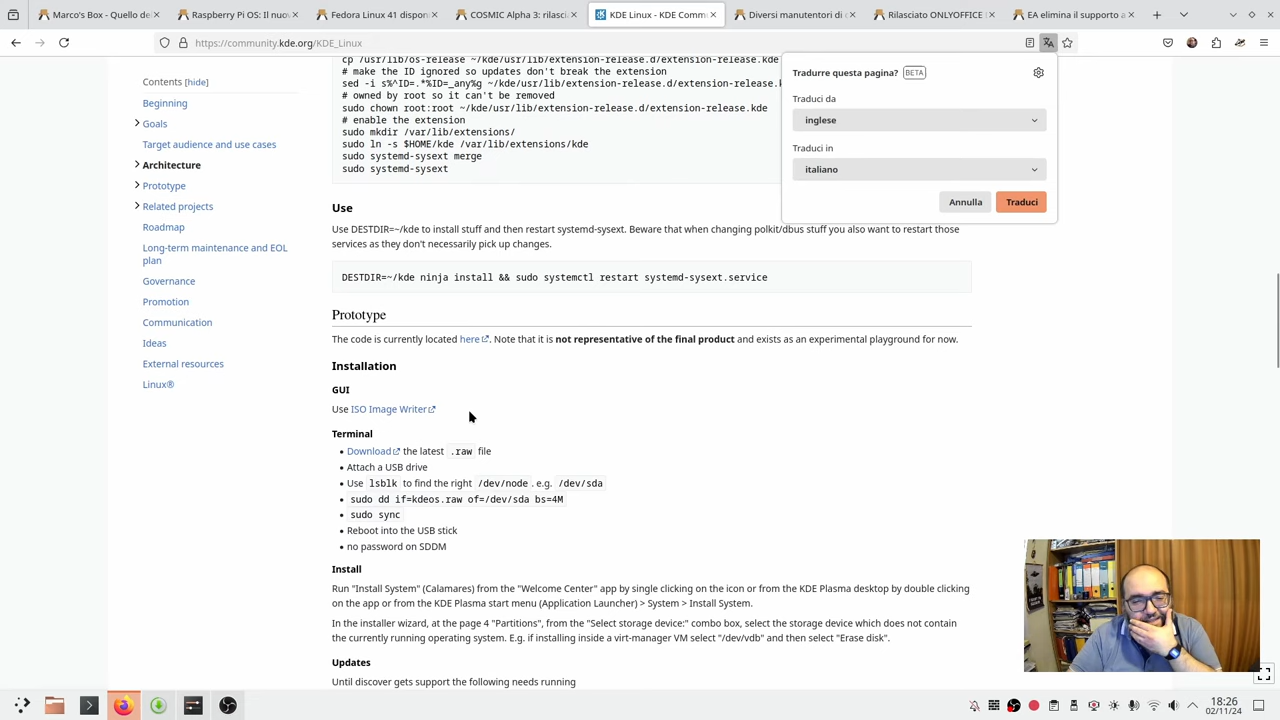 Marco's Box - Quello de
Raspberry Pi OS: Il nuov
Fedora Linux 41 dispon
COSMIC Alpha 3: rilasci
KDE Linux - KDE Comm
Diversi manutentori di c
Rilasciato ONLYOFFICE
EA elimina il supporto a
https://community.kde.org/KDE_Linux
Tradurre questa pagina? BETA
Traduci da
inglese
Traduci in
italiano
Annulla Traduci
Contents [hide]
Beginning
Goals
Target audience and use cases
Architecture
Prototype
Related projects
Roadmap
Long-term maintenance and EOL
plan
Governance
Promotion
Communication
Ideas
External resources
Linux®
cp /usr/lib/os-release ~/kde/usr/lib/extension-release.d/extension-release.kde
# make the ID ignored so updates don't break the extension
sed -i s%^ID=.*%ID=_any%g ~/kde/usr/lib/extension-release.d/extension-release.k
# owned by root so it can't be removed
sudo chown root:root ~/kde/usr/lib/extension-release.d/extension-release.kde
# enable the extension
sudo mkdir /var/lib/extensions/
sudo ln -s $HOME/kde /var/lib/extensions/kde
sudo systemd-sysext merge
sudo systemd-sysext
Use
Use DESTDIR=~/kde to install stuff and then restart systemd-sysext. Beware that when changing polkit/dbus stuff you also want to restart those
services as they don't necessarily pick up changes.
DESTDIR=~/kde ninja install && sudo systemctl restart systemd-sysext.service
Prototype
The code is currently located here. Note that it is not representative of the final product and exists as an experimental playground for now.
Installation
GUI
Use ISO Image Writer
Terminal
• Download the latest .raw file
• Attach a USB drive
• Use lsblk to find the right /dev/node . e.g. /dev/sda
• sudo dd if=kdeos.raw of=/dev/sda bs=4M
• sudo sync
• Reboot into the USB stick
• no password on SDDM
Install
Run "Install System" (Calamares) from the "Welcome Center" app by single clicking on the icon or from the KDE Plasma desktop by double clicking
on the app or from the KDE Plasma start menu (Application Launcher) > System > Install System.
In the installer wizard, at the page 4 "Partitions", from the "Select storage device:" combo box, select the storage device which does not contain
the currently running operating system. E.g. if installing inside a virt-manager VM select "/dev/vdb" and then select "Erase disk".
Updates
Until discover gets support the following needs running
18:26
02/11/24